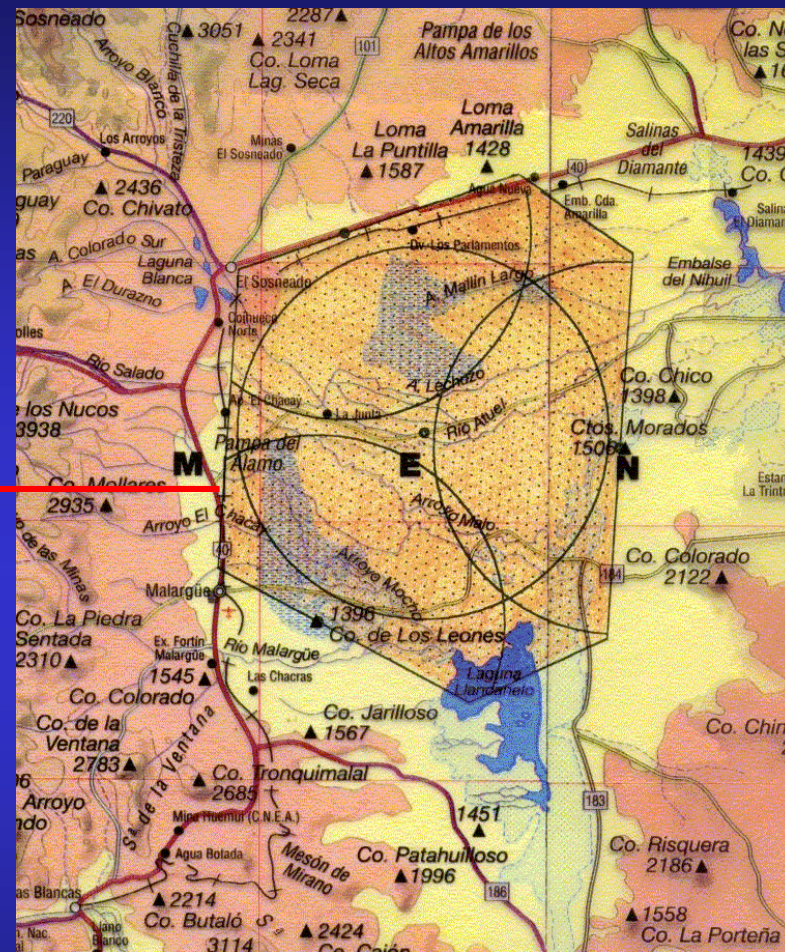 Sosneado
2287
3051
2341
Co. Loma
Lag. Seca
101
Pampa de los
Altos Amarillos
Arroyo Blanco
Cuchilla de la Tristeza
220
Los Arroyos
Minas
El Sosneado
Loma
La Puntilla
1587
Loma
Amarilla
1428
Salinas
del
Diamante
1439
Paraguay
2436
Co. Chivato
40
Agua Nueva
Emb. Cda.
Amarilla
A. Colorado Sur
Laguna
Blanca
A. El Durazno
El Sosneado
Dv. Los Parlamentos
A. Mallín Largo
Embalse
del Nihuil
Coihueco
Norte
Río Salado
A. Lechozo
Co. Chico
1398
los Nucos
3938
Ap. El Chacay
La Junta
Río Atuel
Ctos. Morados
1506
Pampa del
Alamo
M
E
N
Co. Mollares
2935
Arroyo El Chacay
Arroyo Malo
40
Arroyo Mocho
184
Co. Colorado
2122
Malargüe
1396
Co. de Los Leones
Co. La Piedra
Sentada
2310
Ex. Fortín
Malargüe
Río Malargüe
1545
Co. Colorado
Las Chacras
Laguna
Llancanelo
Co. de la
Ventana
2783
Sª. de la Ventana
Co. Jarilloso
1567
Co. Tronquimalal
2685
Arroyo
183
Mina Huemul (C.N.E.A.)
1451
Agua Botada
Mesón de
Mirano
Co. Patahuilloso
1996
Co. Risquera
2186
186
2214
Co. Butaló
1558
Co. La Porteña
2424
3114